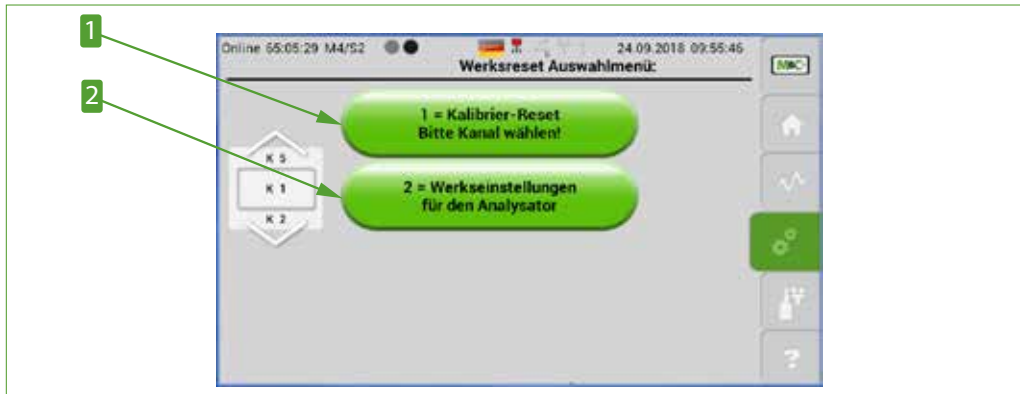 1
Online 65:05:29 M4/S2
24.09.2018 09:55:46
Werksreset Auswahlmenü:
M&C
2
1 = Kalibrier-Reset
Bitte Kanal wählen!
K 5
K 1
K 2
2 = Werkseinstellungen
für den Analysator
?